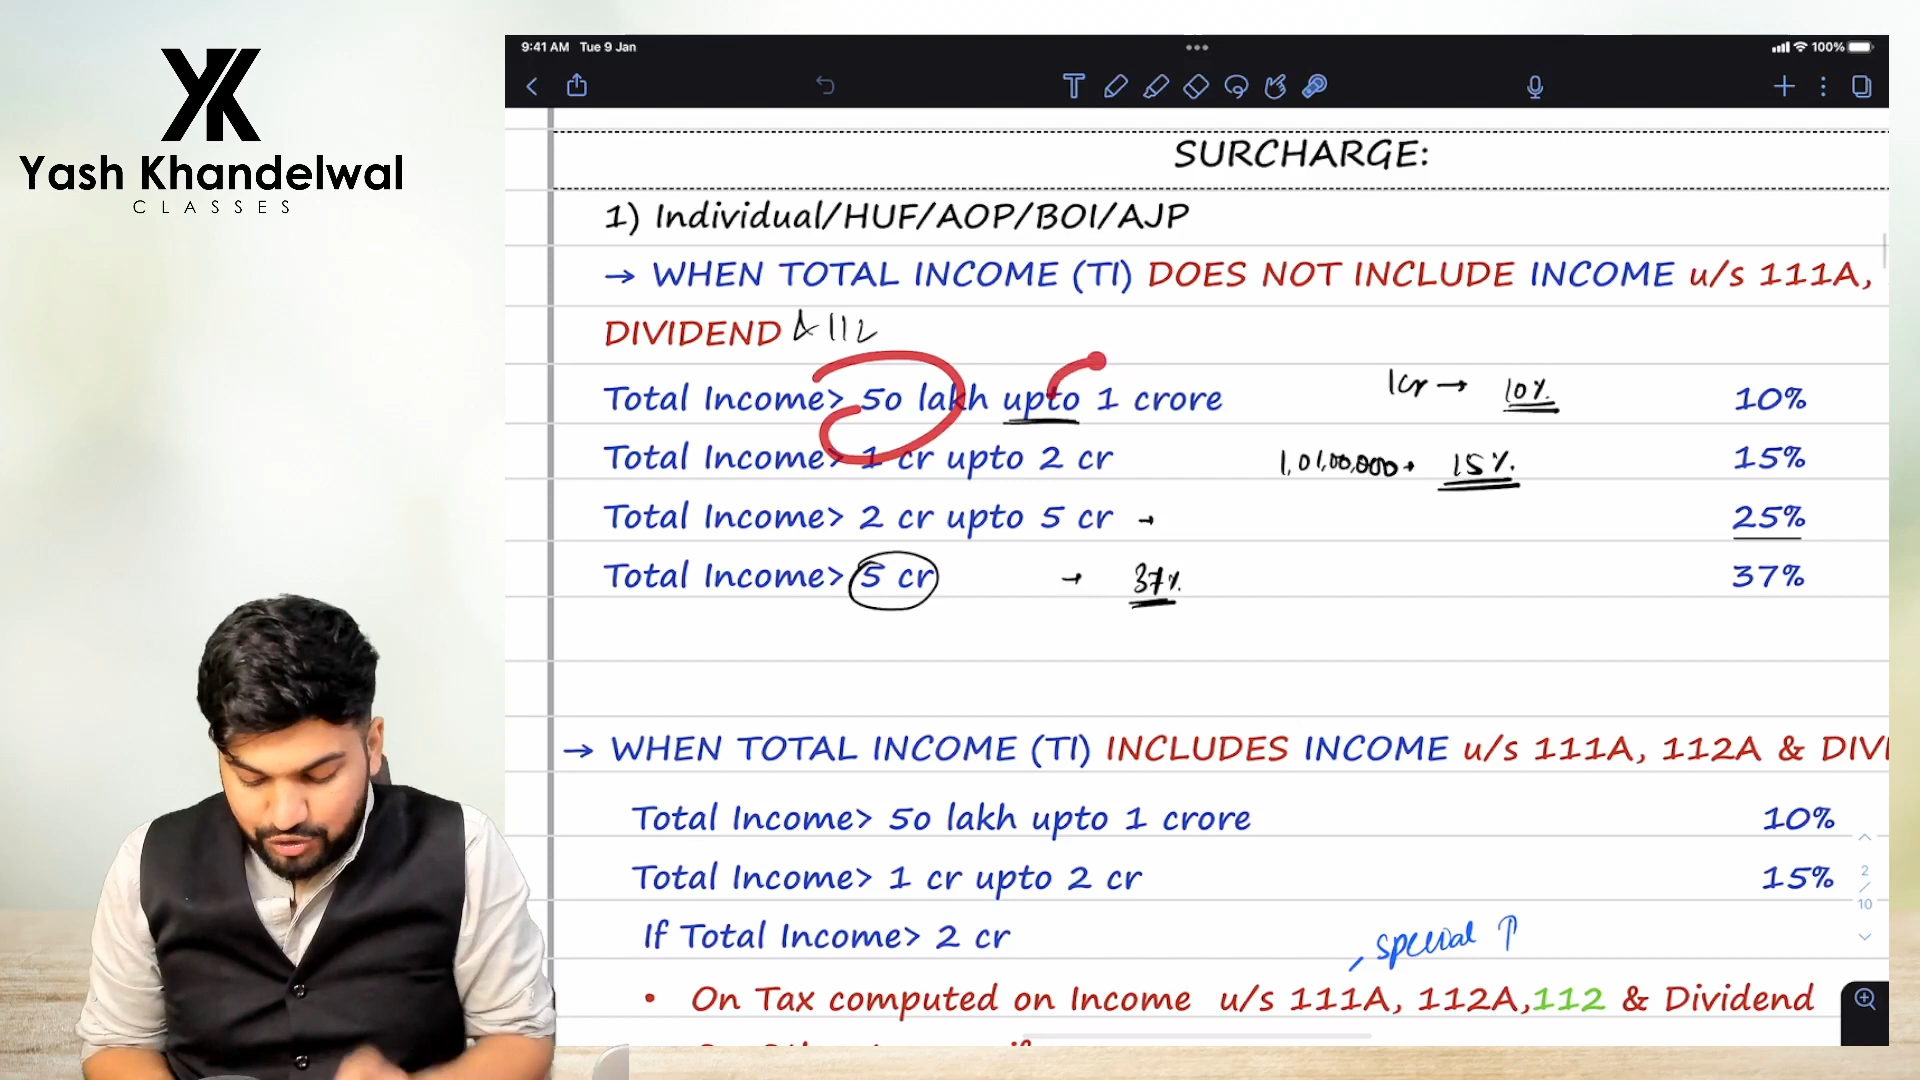 YK
Yash Khandelwal
CLASSES
9:41 AM Tue 9 Jan
100%
SURCHARGE:
1) Individual/HUF/AOP/BOI/AJP
→ WHEN TOTAL INCOME (TI) DOES NOT INCLUDE INCOME u/s 111A,
DIVIDEND & 112
Total Income> 50 lakh upto 1 crore 1cr → 10% 10%
Total Income> 1 cr upto 2 cr 1,01,00,000→ 15% 15%
Total Income> 2 cr upto 5 cr → 25%
Total Income> 5 cr → 37% 37%
→ WHEN TOTAL INCOME (TI) INCLUDES INCOME u/s 111A, 112A & DIVI
Total Income> 50 lakh upto 1 crore 10%
Total Income> 1 cr upto 2 cr 15%
2
/
10
If Total Income> 2 cr
special ↑
• On Tax computed on Income u/s 111A, 112A,112 & Dividend